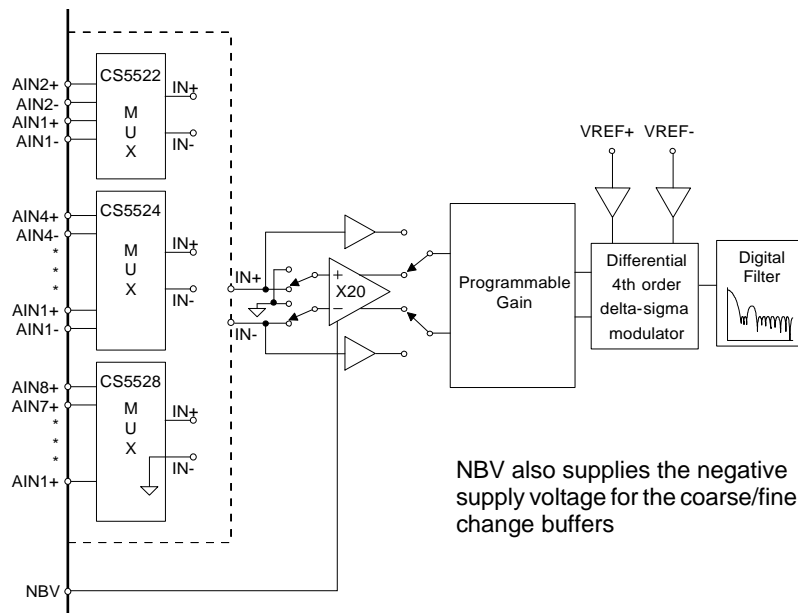 CS5522
AIN2+
AIN2-
AIN1+
AIN1-
M
U
X
IN+
IN-
CS5524
AIN4+
AIN4-
*
*
*
AIN1+
AIN1-
M
U
X
IN+
IN-
CS5528
AIN8+
AIN7+
*
*
*
AIN1+
M
U
X
IN+
IN-
NBV
IN+
IN-
+
X20
-
Programmable
Gain
VREF+ VREF-
Differential
4th order
delta-sigma
modulator
Digital
Filter
NBV also supplies the negative
supply voltage for the coarse/fine
change buffers